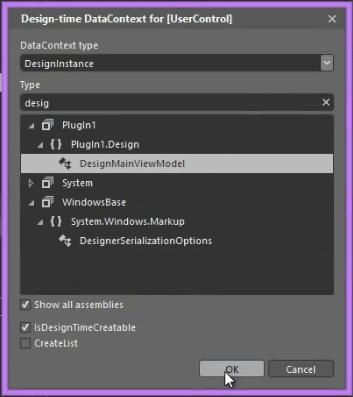 Design-time DataContext for [UserControl]
DataContext type
DesignInstance
Type
desig
PlugIn1
{ } PlugIn1.Design
DesignMainViewModel
System
WindowsBase
{ } System.Windows.Markup
DesignerSerializationOptions
Show all assemblies
IsDesignTimeCreatable
CreateList
OK Cancel